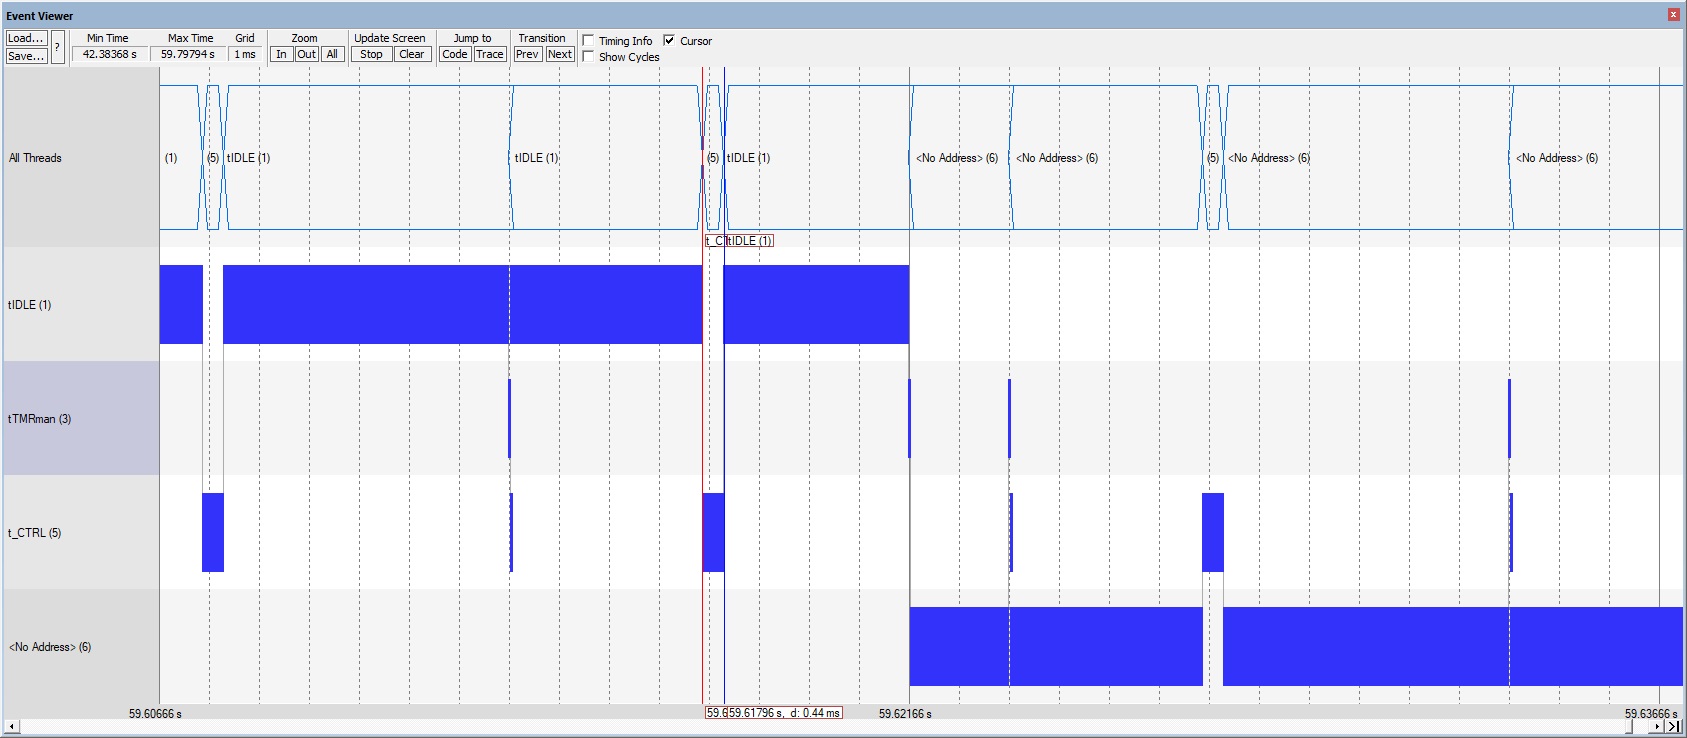 Event Viewer
Load... Min Time Max Time Grid Zoom Update Screen Jump to Transition Timing Info Cursor
Save... ? 42.38368 s 59.79794 s 1 ms In Out All Stop Clear Code Trace Prev Next Show Cycles
All Threads (1) (5) tIDLE (1) tIDLE (1) (5) tIDLE (1) <No Address> (6) <No Address> (6) (5) <No Address> (6) <No Address> (6)
t_CT tIDLE (1)
tIDLE (1)
tTMRman (3)
t_CTRL (5)
<No Address> (6)
59.60666 s 59.6 59.61796 s, d: 0.44 ms 59.62166 s 59.63666 s